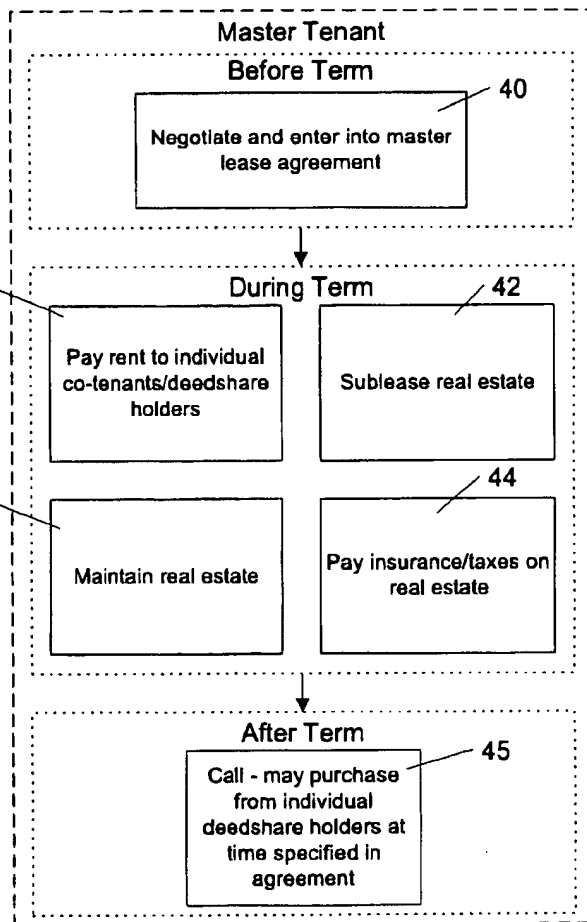 Master Tenant
Before Term
40
Negotiate and enter into master
lease agreement
During Term
42
Pay rent to individual
co-tenants/deedshare
holders
Sublease real estate
44
Maintain real estate
Pay insurance/taxes on
real estate
After Term
45
Call - may purchase
from individual
deedshare holders at
time specified in
agreement